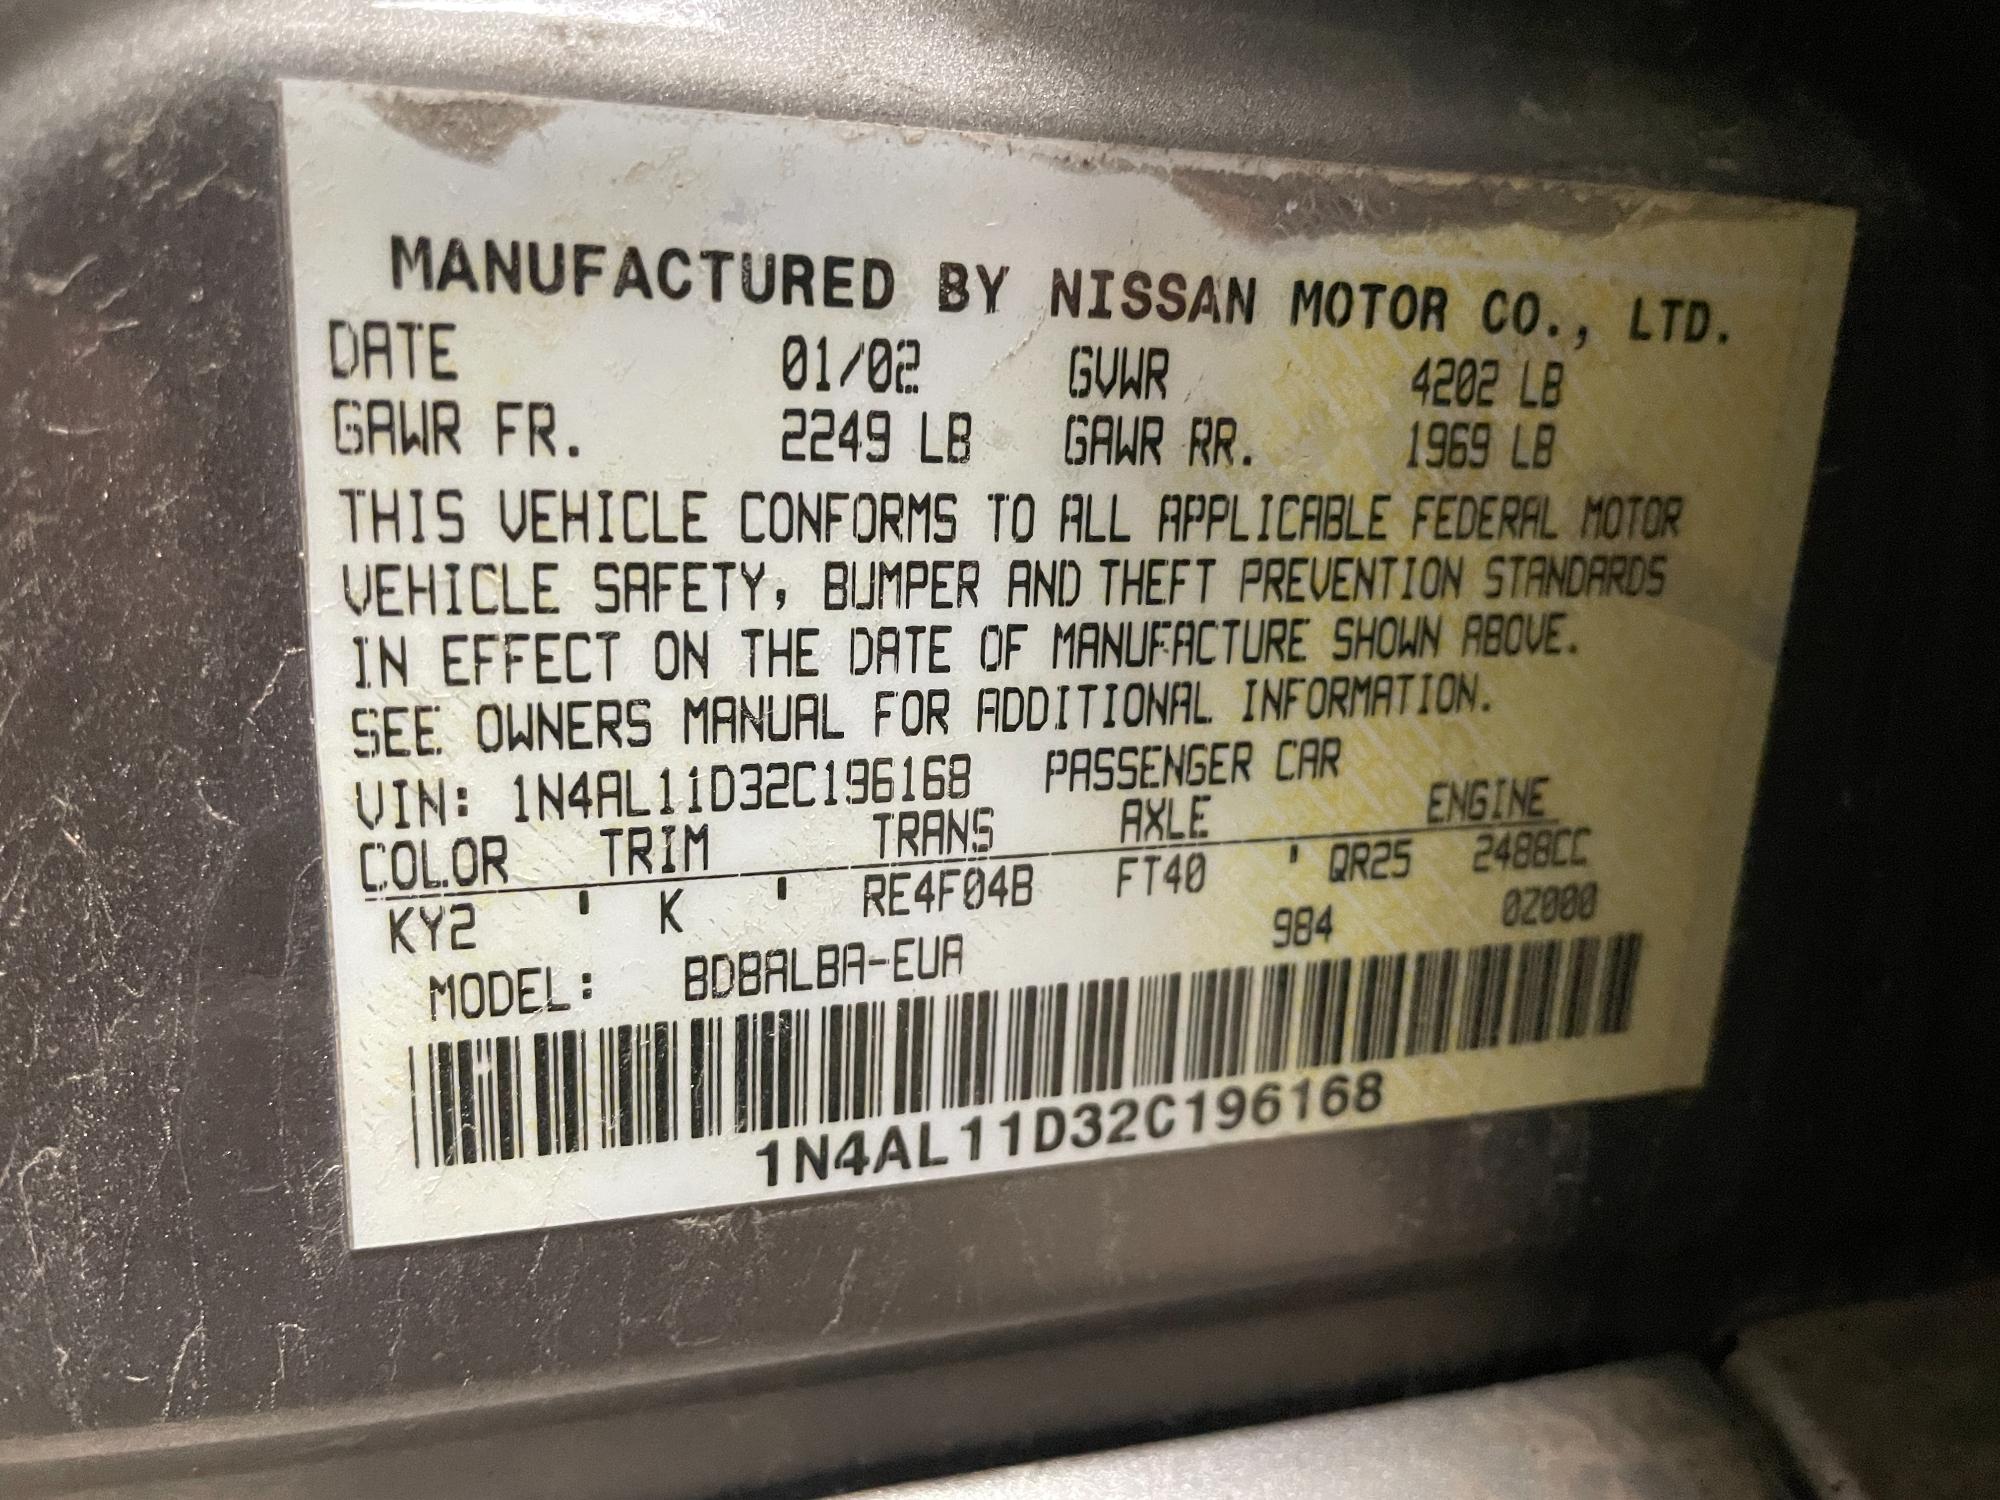 MANUFACTURED BY NISSAN MOTOR CO., LTD.
DATE 01/02 GVWR 4202 LB
GAWR FR. 2249 LB GAWR RR. 1969 LB
THIS VEHICLE CONFORMS TO ALL APPLICABLE FEDERAL MOTOR
VEHICLE SAFETY, BUMPER AND THEFT PREVENTION STANDARDS
IN EFFECT ON THE DATE OF MANUFACTURE SHOWN ABOVE.
SEE OWNERS MANUAL FOR ADDITIONAL INFORMATION.
VIN: 1N4AL11D32C196168 PASSENGER CAR
COLOR TRIM TRANS AXLE ENGINE
KY2 ' K ' RE4F04B FT40 ' QR25 2488CC
984 0Z000
MODEL: BDBALBA-EUA
1N4AL11D32C196168